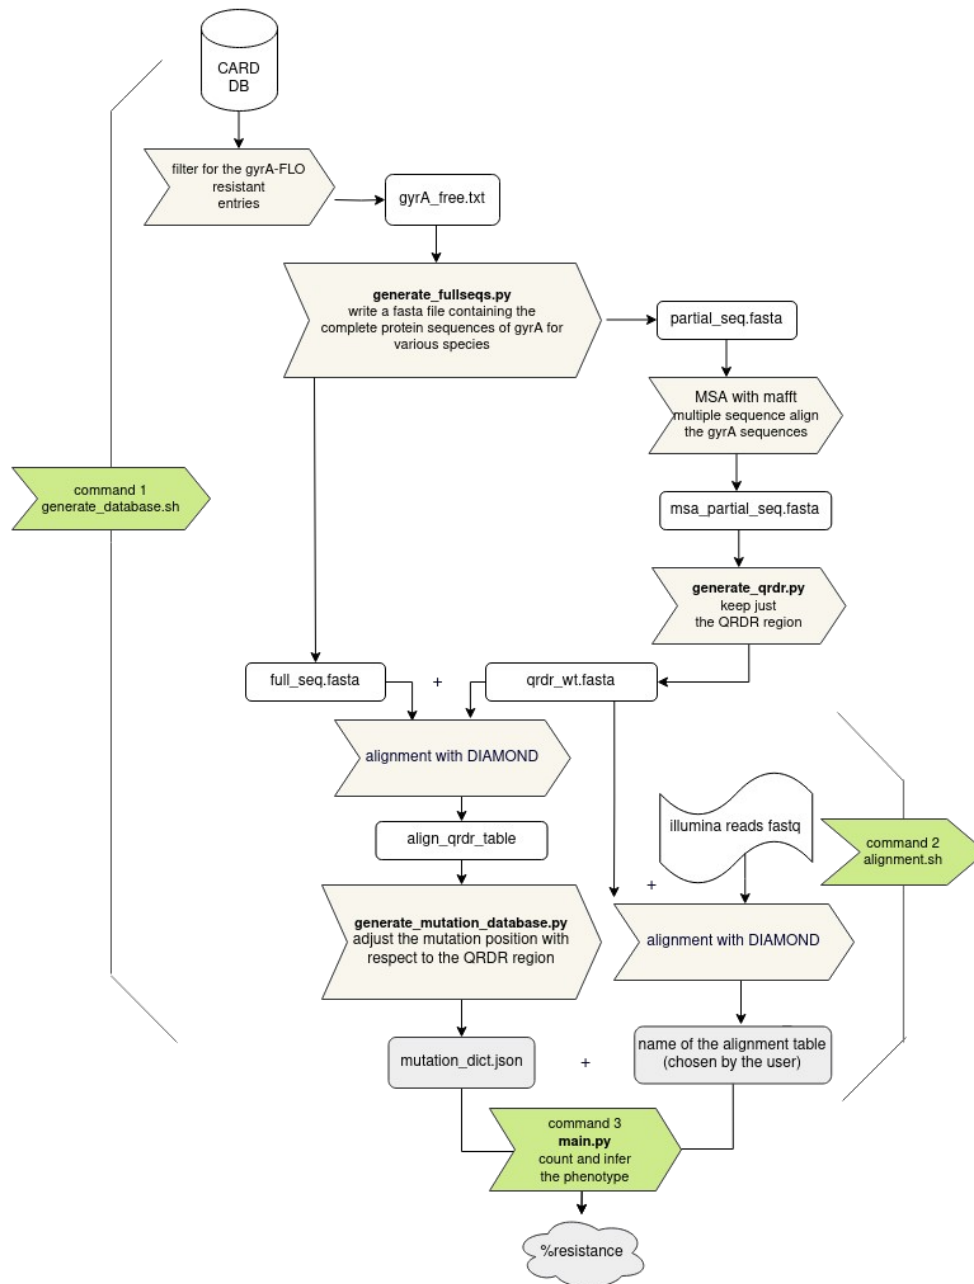 CARD
DB
filter for the gyrA-FLO
resistant
entries
gyrA_free.txt
generate_fullseqs.py
write a fasta file containing the
complete protein sequences of gyrA for
various species
partial_seq.fasta
MSA with mafft
multiple sequence align
the gyrA sequences
command 1
generate_database.sh
msa_partial_seq.fasta
generate_qrdr.py
keep just
the QRDR region
full_seq.fasta
+
qrdr_wt.fasta
alignment with DIAMOND
illumina reads fastq
command 2
alignment.sh
align_qrdr_table
+
generate_mutation_database.py
adjust the mutation position with
respect to the QRDR region
alignment with DIAMOND
mutation_dict.json
+
name of the alignment table
(chosen by the user)
command 3
main.py
count and infer
the phenotype
%resistance